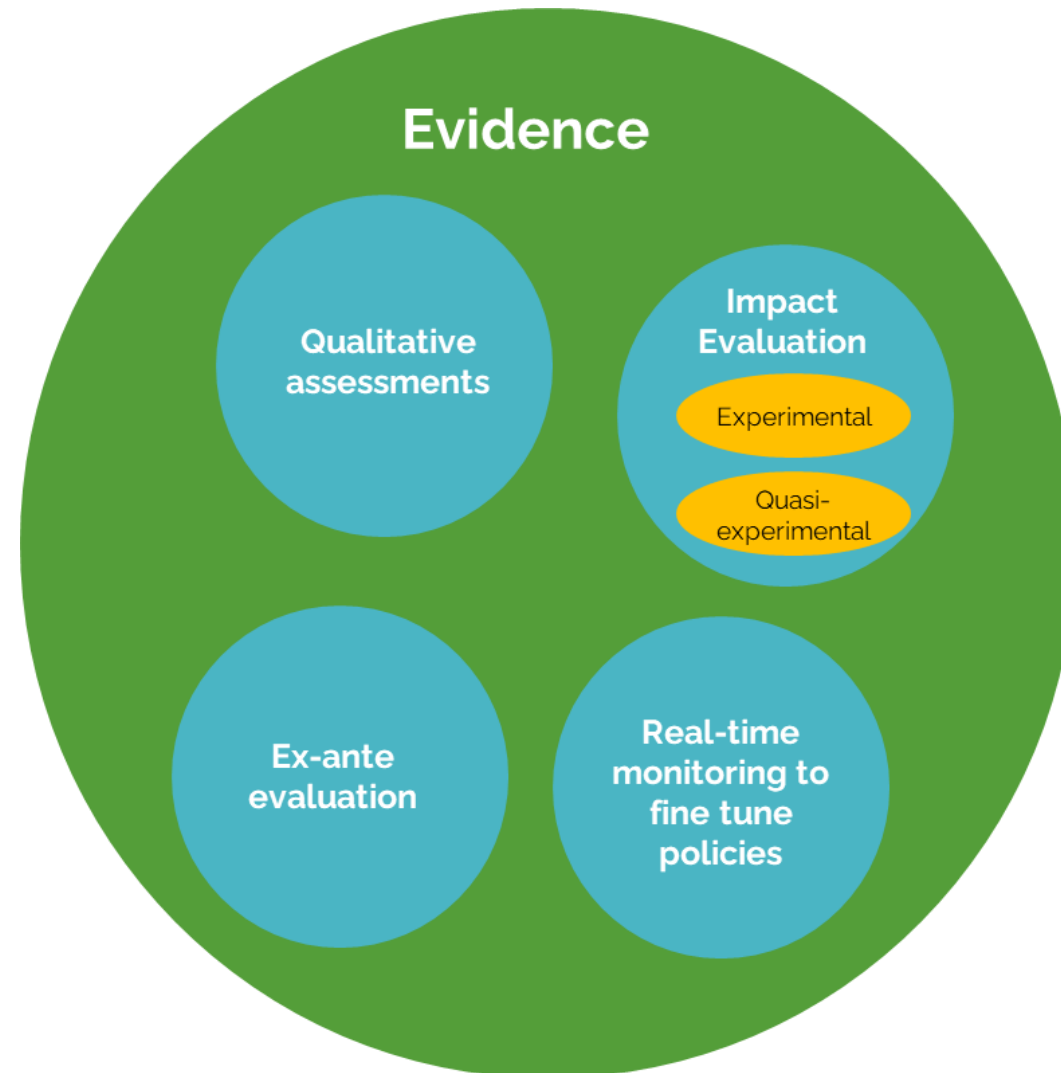 Evidence
Qualitative
assessments
Impact
Evaluation
Experimental
Quasi-
experimental
Ex-ante
evaluation
Real-time
monitoring to
fine tune
policies